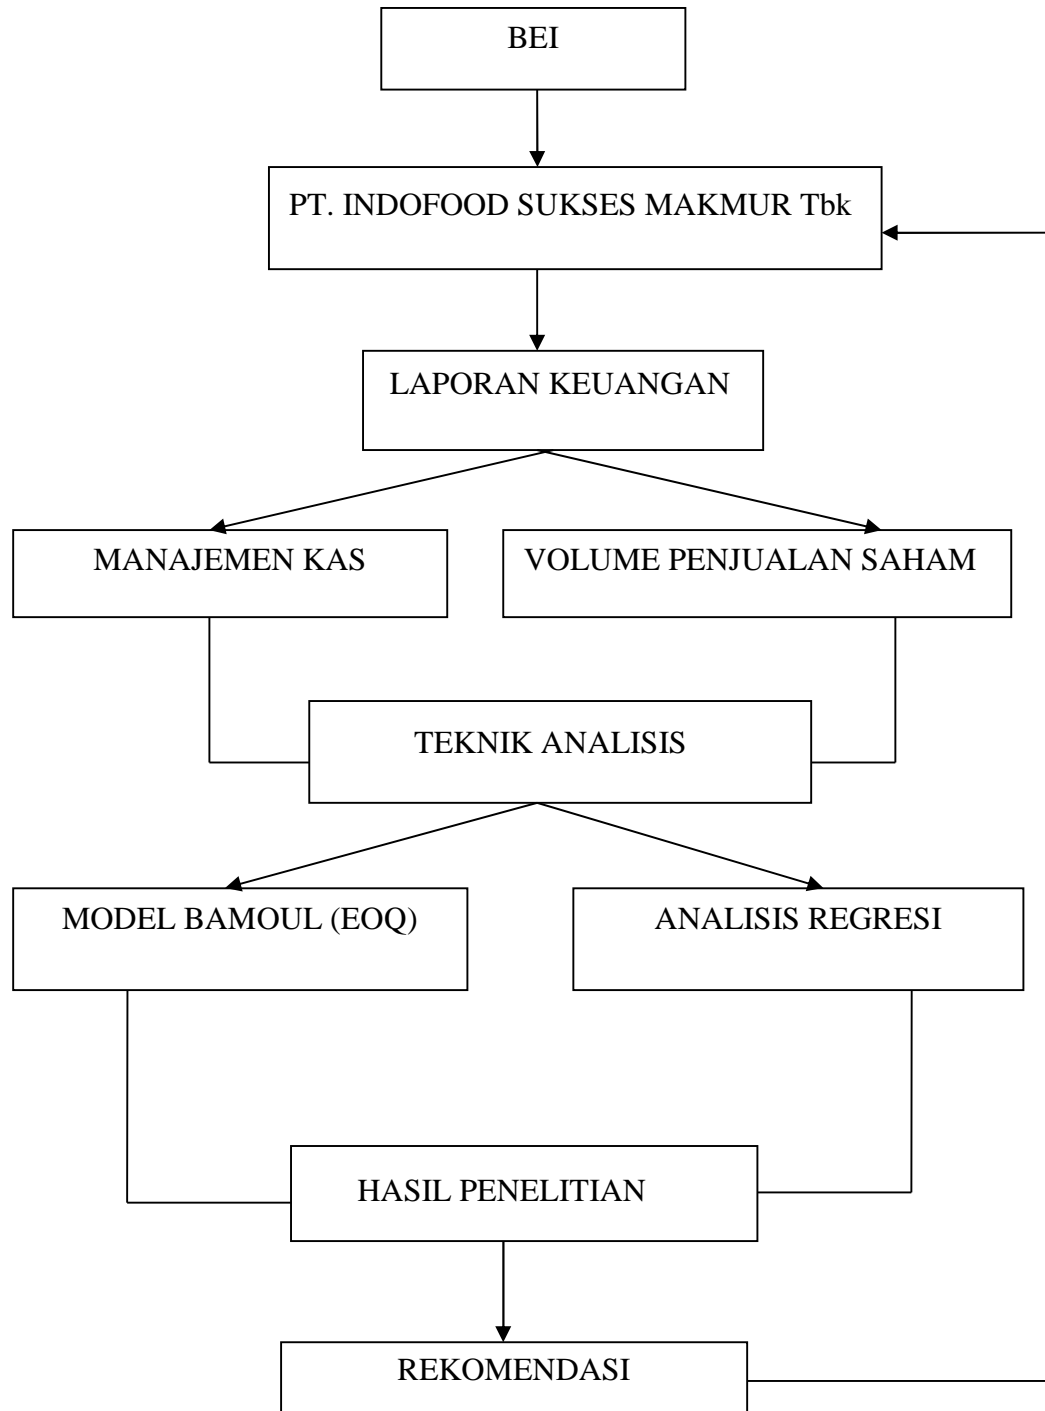 BEI
PT. INDOFOOD SUKSES MAKMUR Tbk
LAPORAN KEUANGAN
MANAJEMEN KAS
VOLUME PENJUALAN SAHAM
TEKNIK ANALISIS
MODEL BAMOUL (EOQ)
ANALISIS REGRESI
HASIL PENELITIAN
REKOMENDASI